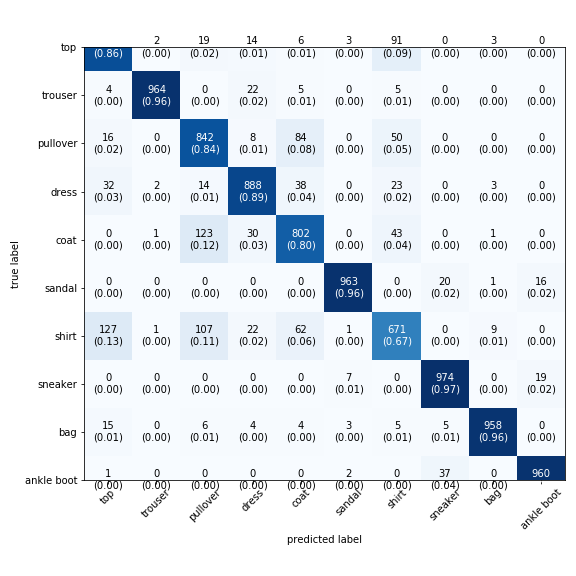 2 19 14 6 3 91 0 3 0
top (0.86) (0.00) (0.02) (0.01) (0.01) (0.00) (0.09) (0.00) (0.00) (0.00)
4 964 0 22 5 0 5 0 0 0
trouser (0.00) (0.96) (0.00) (0.02) (0.01) (0.00) (0.01) (0.00) (0.00) (0.00)
16 0 842 8 84 0 50 0 0 0
pullover (0.02) (0.00) (0.84) (0.01) (0.08) (0.00) (0.05) (0.00) (0.00) (0.00)
32 2 14 888 38 0 23 0 3 0
dress (0.03) (0.00) (0.01) (0.89) (0.04) (0.00) (0.02) (0.00) (0.00) (0.00)
0 1 123 30 802 0 43 0 1 0
coat (0.00) (0.00) (0.12) (0.03) (0.80) (0.00) (0.04) (0.00) (0.00) (0.00)
true label
0 0 0 0 0 963 0 20 1 16
sandal (0.00) (0.00) (0.00) (0.00) (0.00) (0.96) (0.00) (0.02) (0.00) (0.02)
127 1 107 22 62 1 671 0 9 0
shirt (0.13) (0.00) (0.11) (0.02) (0.06) (0.00) (0.67) (0.00) (0.01) (0.00)
0 0 0 0 0 7 0 974 0 19
sneaker (0.00) (0.00) (0.00) (0.00) (0.00) (0.01) (0.00) (0.97) (0.00) (0.02)
15 0 6 4 4 3 5 5 958 0
bag (0.01) (0.00) (0.01) (0.00) (0.00) (0.00) (0.01) (0.01) (0.96) (0.00)
1 0 0 0 0 2 0 37 0 960
ankle boot (0.00) (0.00) (0.00) (0.00) (0.00) (0.00) (0.00) (0.04) (0.00)
top trouser pullover dress coat sandal shirt sneaker bag ankle boot
predicted label